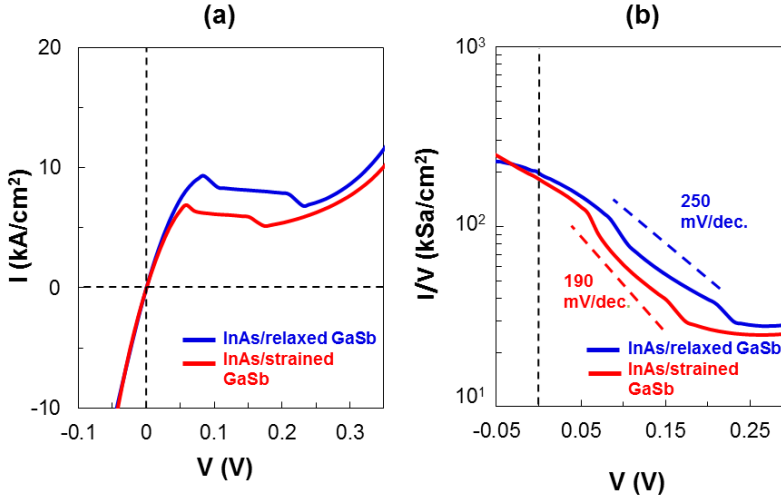 (a)
20
10
0
-10
I (kA/cm²)
-0.1
0
0.1
0.2
0.3
V (V)
InAs/relaxed GaSb
InAs/strained
GaSb
(b)
10³
10²
10¹
I/V (kSa/cm²)
-0.05
0.05
0.15
0.25
V (V)
250
mV/dec.
190
mV/dec.
InAs/relaxed GaSb
InAs/strained
GaSb